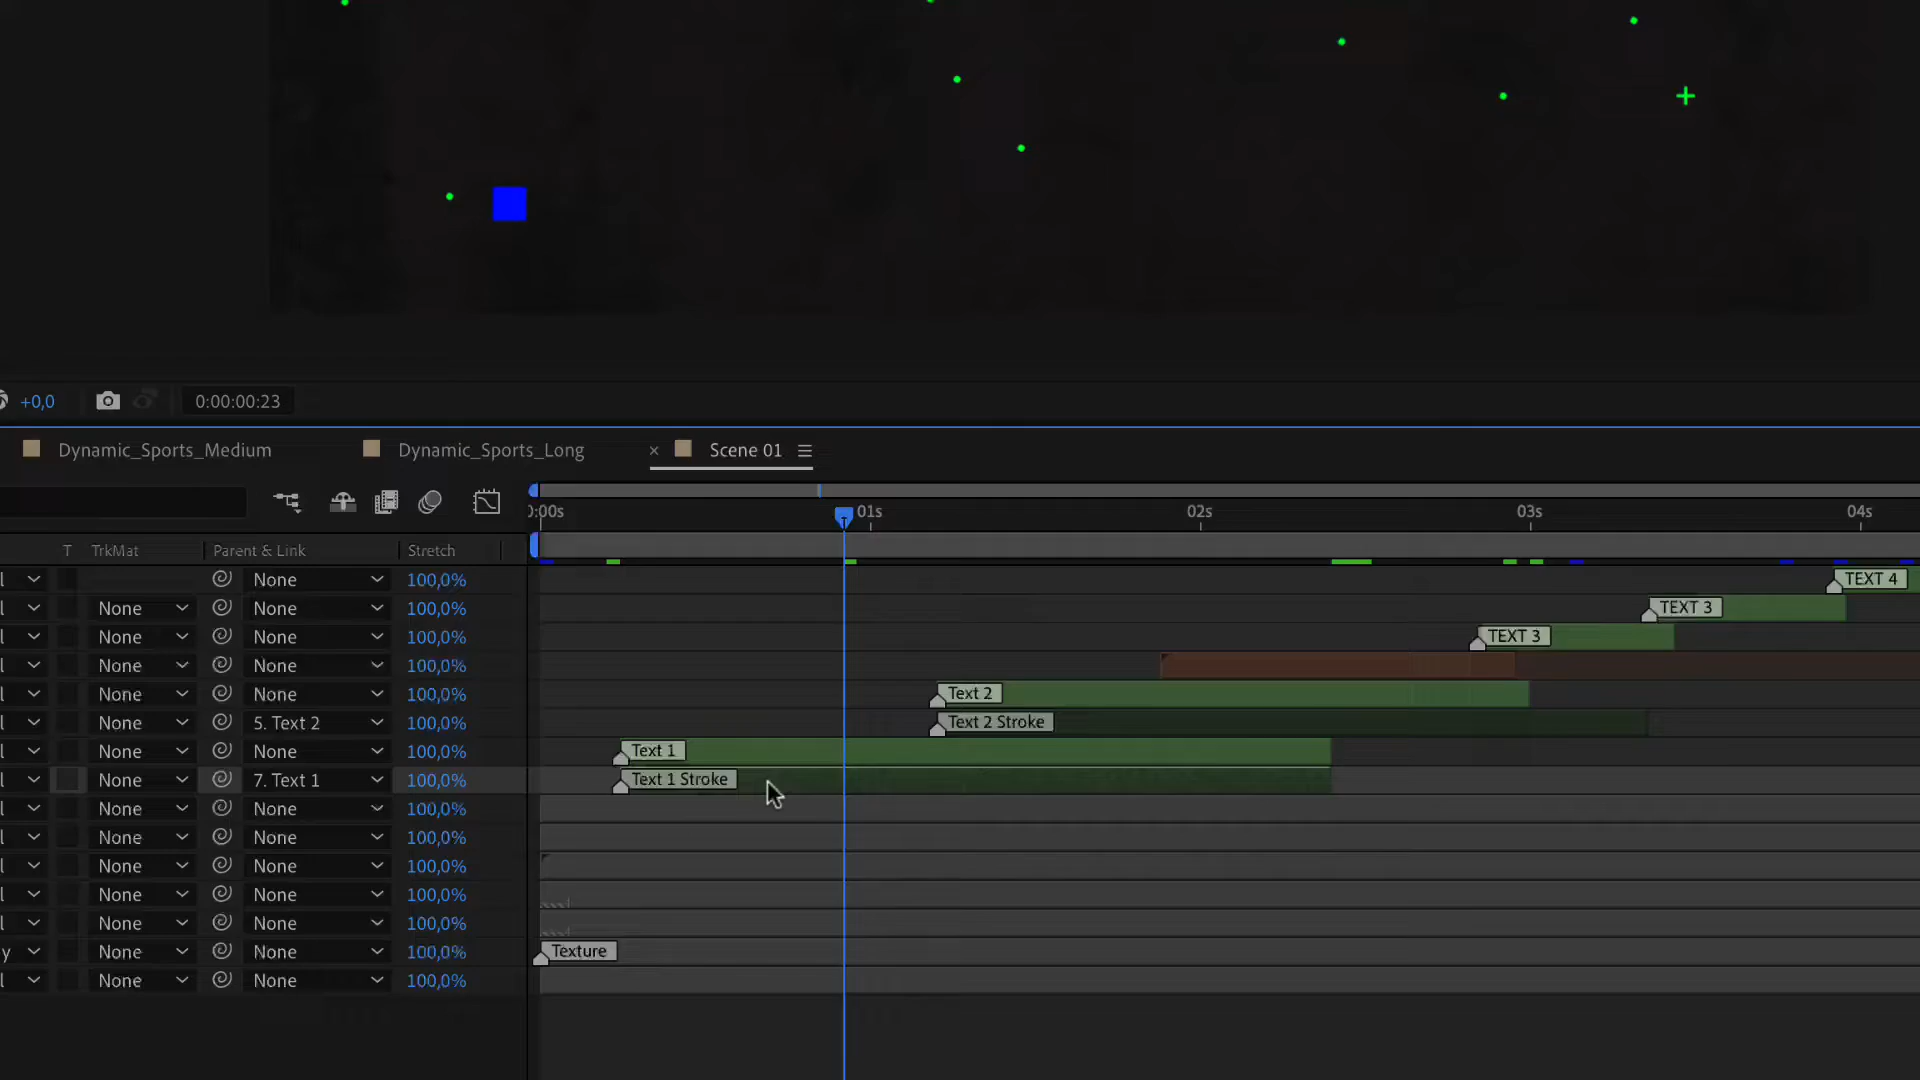 +0,0 0:00:00:23
Dynamic_Sports_Medium Dynamic_Sports_Long × Scene 01
0:00s 01s 02s 03s 04s
T TrkMat Parent & Link Stretch
l None 100,0% TEXT 4
l None None 100,0% TEXT 3
l None None 100,0% TEXT 3
l None None 100,0%
l None None 100,0% Text 2
l None 5. Text 2 100,0% Text 2 Stroke
l None None 100,0% Text 1
l None 7. Text 1 100,0% Text 1 Stroke
l None None 100,0%
l None None 100,0%
l None None 100,0%
l None None 100,0%
l None None 100,0%
y None None 100,0% Texture
l None None 100,0%